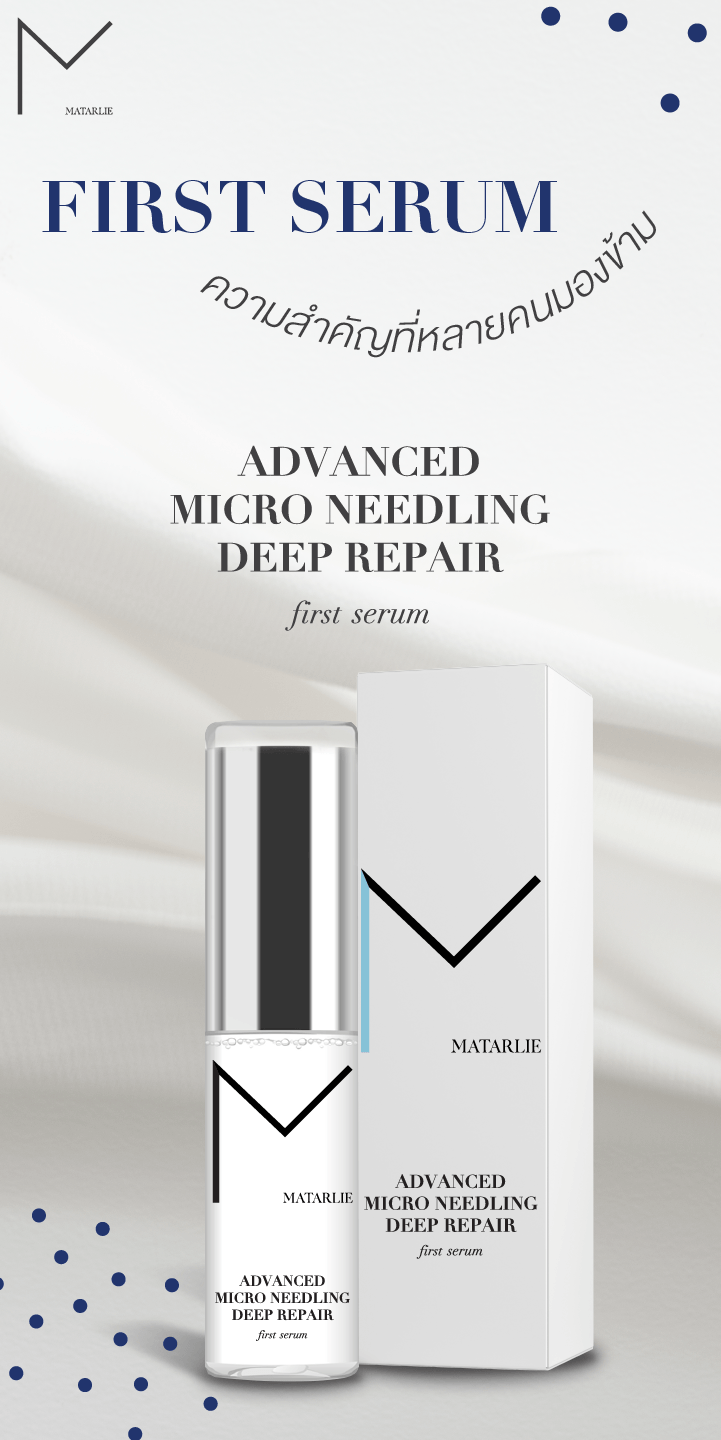 MATARLIE
FIRST SERUM
ความสำคัญที่หลายคนมองข้าม
ADVANCED
MICRO NEEDLING
DEEP REPAIR
first serum
MATARLIE
ADVANCED
MICRO NEEDLING
DEEP REPAIR
first serum
MATARLIE
ADVANCED
MICRO NEEDLING
DEEP REPAIR
first serum